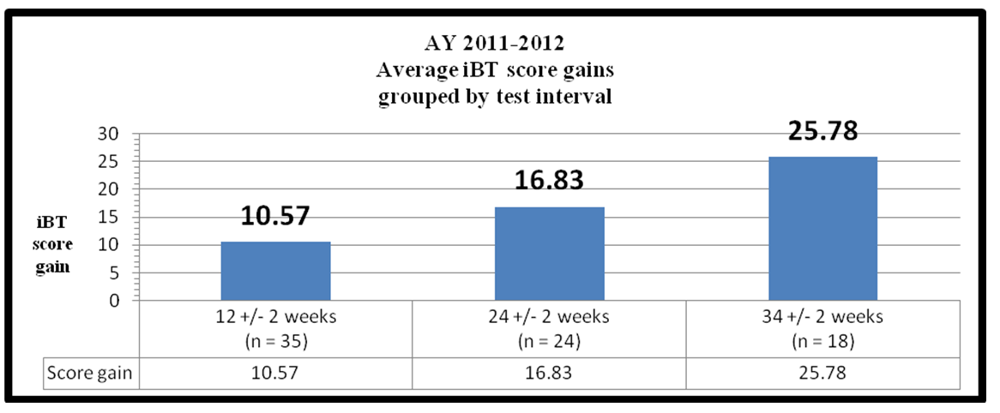 AY 2011-2012
Average iBT score gains
grouped by test interval
30
25
20
15
10
5
0
iBT
score
gain
10.57
16.83
25.78
12 +/- 2 weeks
(n = 35)
24 +/- 2 weeks
(n = 24)
34 +/- 2 weeks
(n = 18)
Score gain 10.57 16.83 25.78